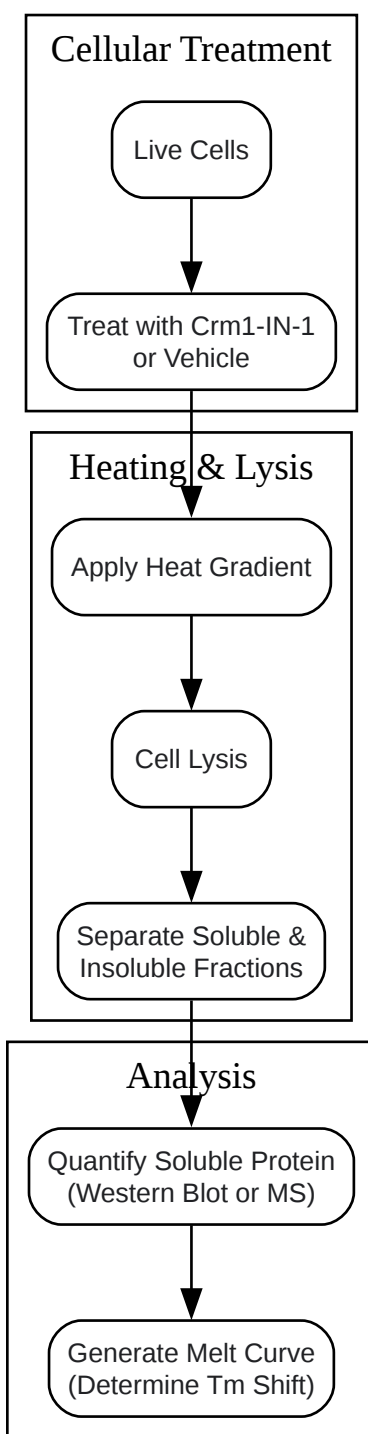 Cellular Treatment
Live Cells
Treat with Crm1-IN-1
or Vehicle
Heating & Lysis
Apply Heat Gradient
Cell Lysis
Separate Soluble &
Insoluble Fractions
Analysis
Quantify Soluble Protein
(Western Blot or MS)
Generate Melt Curve
(Determine Tm Shift)